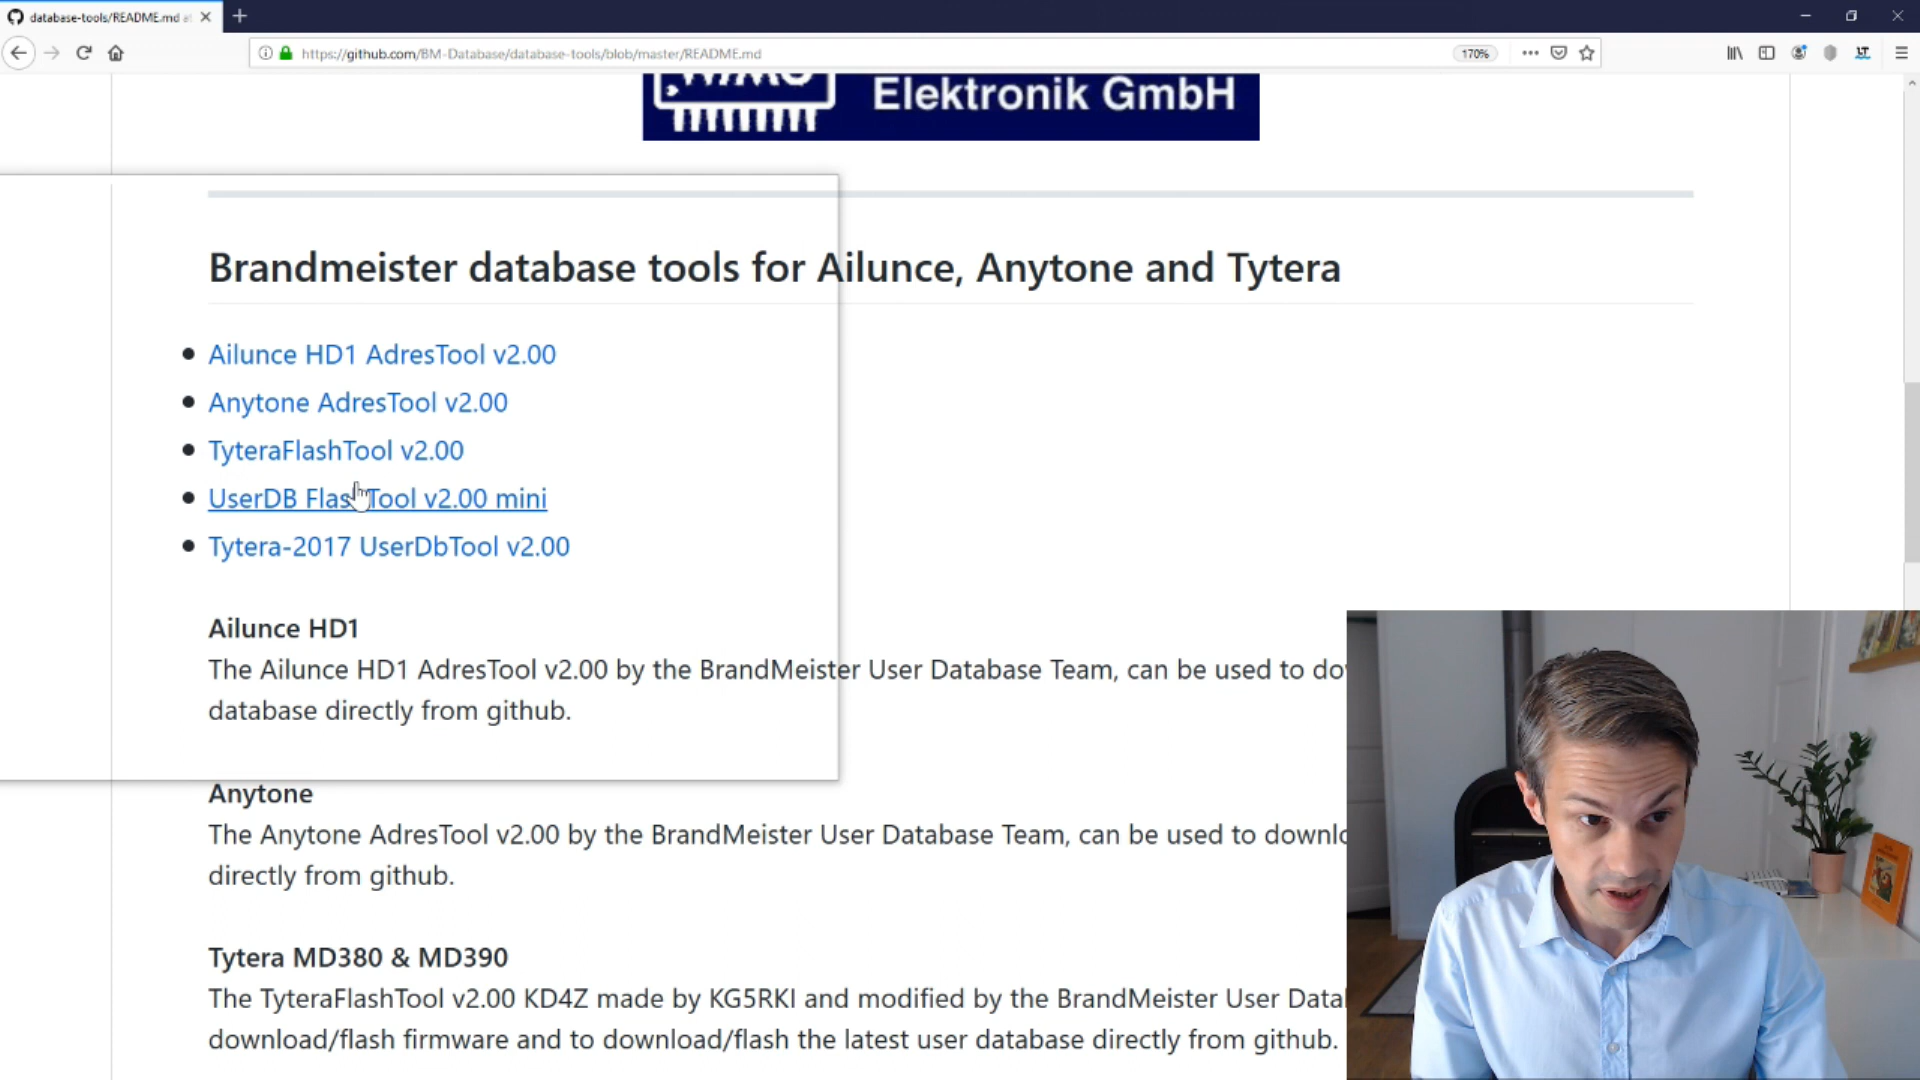 database-tools/README.md at
https://github.com/BM-Database/database-tools/blob/master/README.md
170%
Elektronik GmbH
Brandmeister database tools for Ailunce, Anytone and Tytera
Ailunce HD1 AdresTool v2.00
Anytone AdresTool v2.00
TyteraFlashTool v2.00
UserDB FlashTool v2.00 mini
Tytera-2017 UserDbTool v2.00
Ailunce HD1
The Ailunce HD1 AdresTool v2.00 by the BrandMeister User Database Team, can be used to do
database directly from github.
Anytone
The Anytone AdresTool v2.00 by the BrandMeister User Database Team, can be used to downlo
directly from github.
Tytera MD380 & MD390
The TyteraFlashTool v2.00 KD4Z made by KG5RKI and modified by the BrandMeister User Datal
download/flash firmware and to download/flash the latest user database directly from github.